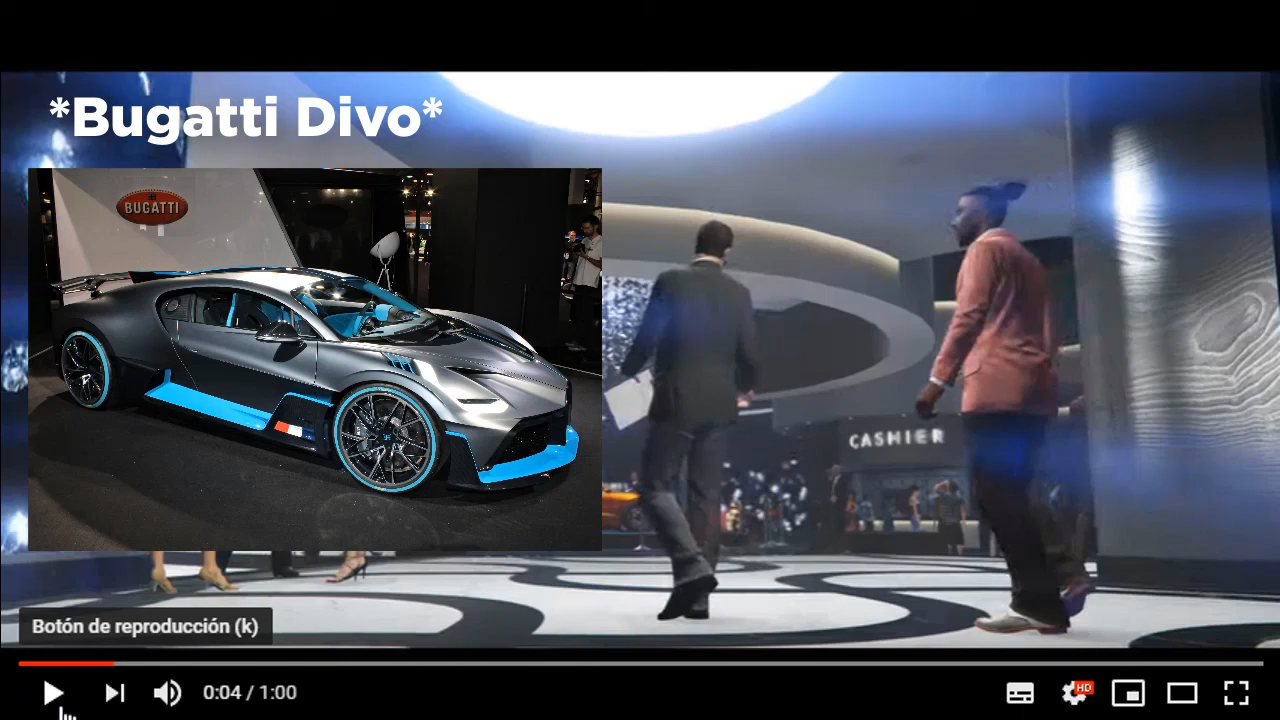 *Bugatti Divo*
BUGATTI
CASHIER
Botón de reproducción (k)
0:04 / 1:00
HD